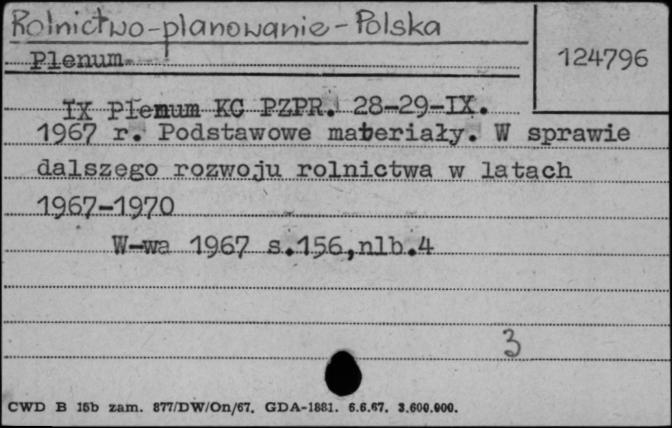 Rolnictwo-planowanie-Polska
124796
Plenum
IX Plenum KC PZPR. 28-29-IX.
1967 r. Podstawowe materiały. W sprawie
dalszego rozwoju rolnictwa w latach
1967-1970
W-wa 1967 s.156,nlb.4
3
CWD B 15b zam. 877/DW/On/67. GDA-1881. 6.6.67. 3.600.000.